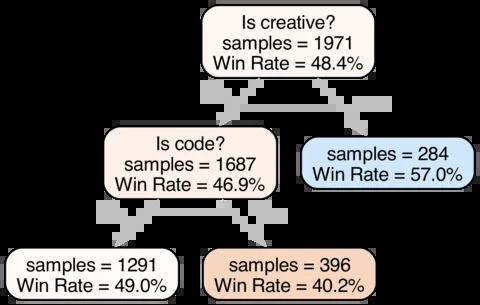 Is creative?
samples = 1971
Win Rate = 48.4%
Is code?
samples = 1687
Win Rate = 46.9%
samples = 284
Win Rate = 57.0%
samples = 1291
Win Rate = 49.0%
samples = 396
Win Rate = 40.2%